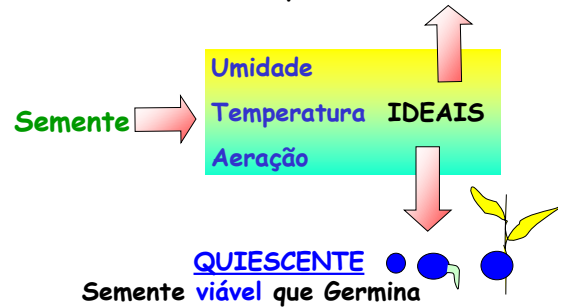 Umidade
Semente Temperatura IDEAIS
Aeração
QUIESCENTE
Semente viável que Germina